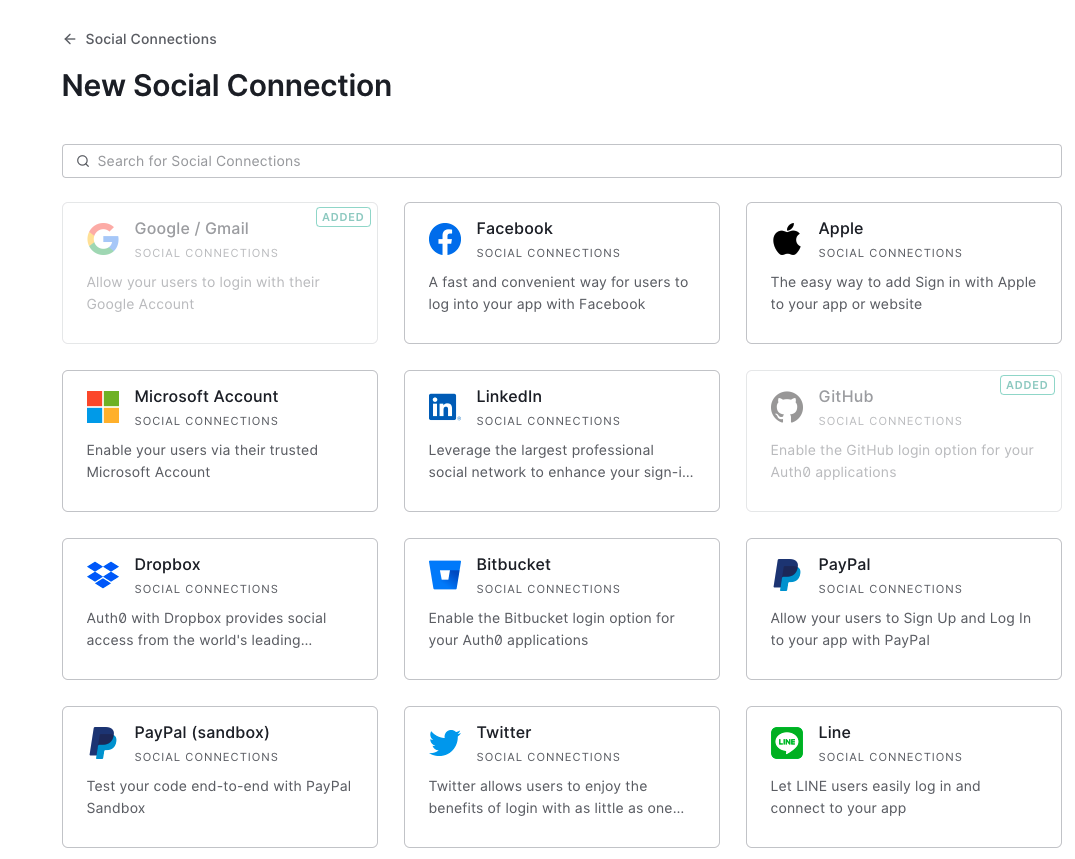 Social Connections
New Social Connection
Search for Social Connections
Google / Gmail
ADDED
SOCIAL CONNECTIONS
Allow your users to login with their
Google Account
Facebook
SOCIAL CONNECTIONS
A fast and convenient way for users to
log into your app with Facebook
Apple
SOCIAL CONNECTIONS
The easy way to add Sign in with Apple
to your app or website
Microsoft Account
SOCIAL CONNECTIONS
Enable your users via their trusted
Microsoft Account
in
LinkedIn
SOCIAL CONNECTIONS
Leverage the largest professional
social network to enhance your sign-i...
GitHub
ADDED
SOCIAL CONNECTIONS
Enable the GitHub login option for your
Auth0 applications
Dropbox
SOCIAL CONNECTIONS
Auth0 with Dropbox provides social
access from the world's leading...
Bitbucket
SOCIAL CONNECTIONS
Enable the Bitbucket login option for
your Auth0 applications
PayPal
SOCIAL CONNECTIONS
Allow your users to Sign Up and Log In
to your app with PayPal
PayPal (sandbox)
SOCIAL CONNECTIONS
Test your code end-to-end with PayPal
Sandbox
Twitter
SOCIAL CONNECTIONS
Twitter allows users to enjoy the
benefits of login with as little as one...
LINE
Line
SOCIAL CONNECTIONS
Let LINE users easily log in and
connect to your app